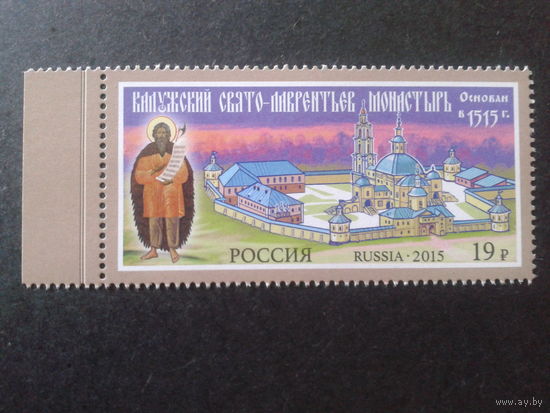 КАЛУЖСКИЙ СВЯТО-ЛАВРЕНТЬЕВ МОНАСТЫРЬ
Основан
в 1515 г.
РОССИЯ RUSSIA · 2015 19 ₽
www.ay.by